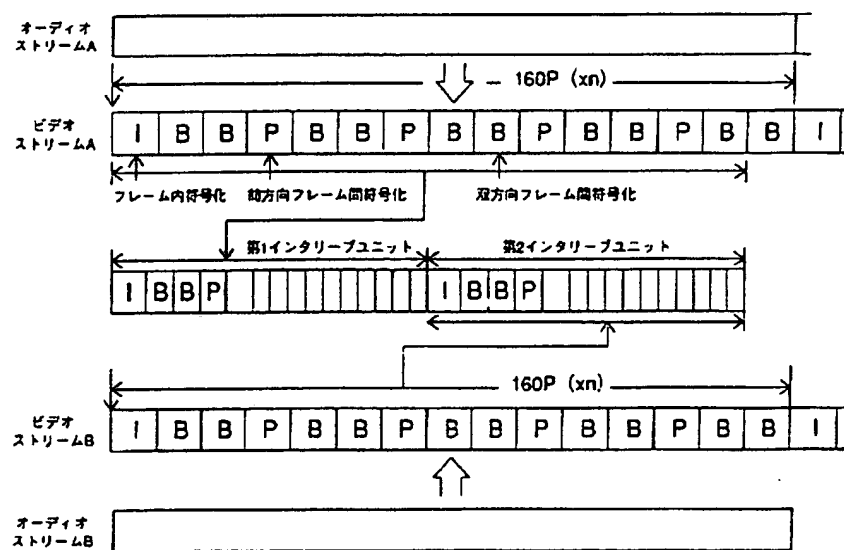 オーディオ
ストリームA
160P (xn)
ビデオ
ストリームA
I B B P B B P B B P B B P B B I
フレーム内符号化 前方向フレーム間符号化 双方向フレーム間符号化
第1インタリーブユニット 第2インタリーブユニット
I B B P I B B P
160P (xn)
ビデオ
ストリームB
I B B P B B P B B P B B P B B I
オーディオ
ストリームB